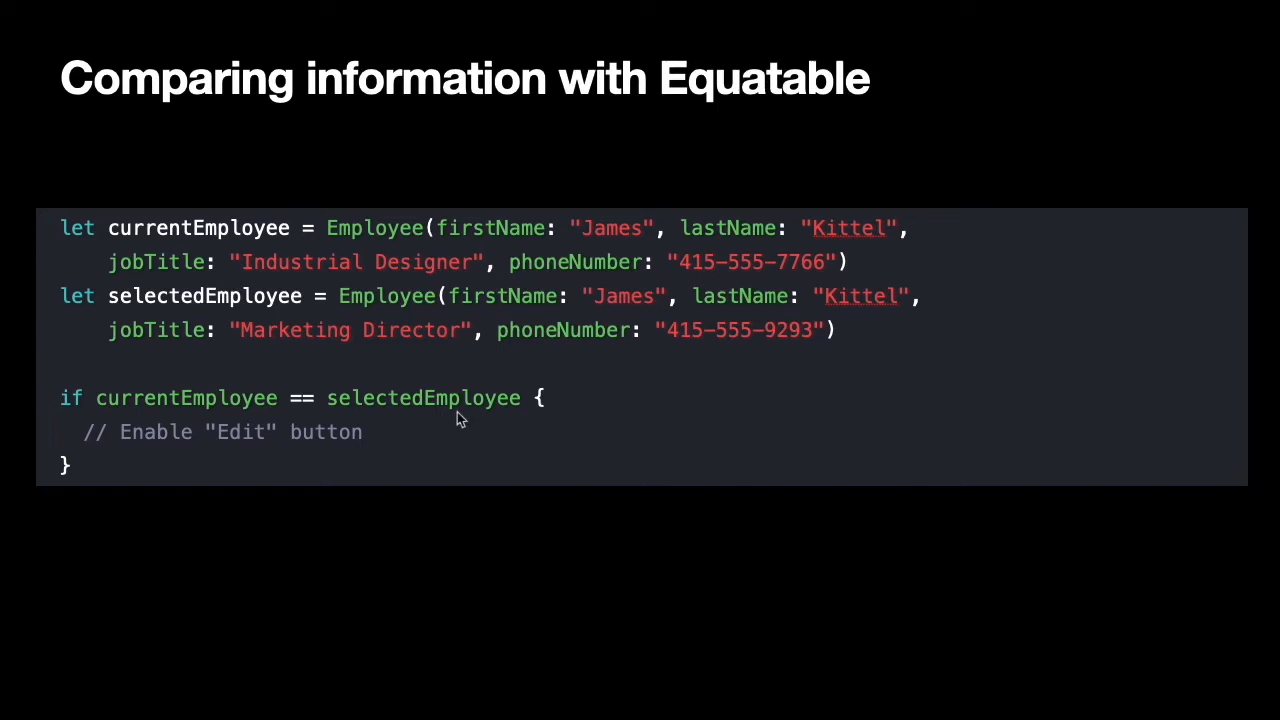 Comparing information with Equatable
let currentEmployee = Employee(firstName: "James", lastName: "Kittel",
    jobTitle: "Industrial Designer", phoneNumber: "415-555-7766")
let selectedEmployee = Employee(firstName: "James", lastName: "Kittel",
    jobTitle: "Marketing Director", phoneNumber: "415-555-9293")
if currentEmployee == selectedEmployee {
  // Enable "Edit" button
}